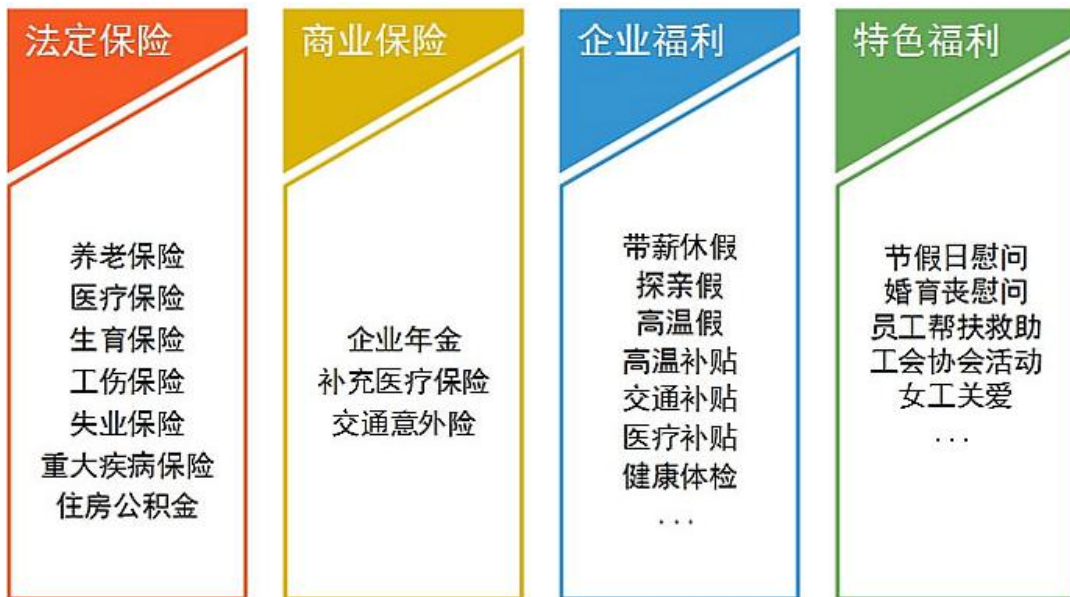 法定保险
养老保险
医疗保险
生育保险
工伤保险
失业保险
重大疾病保险
住房公积金
商业保险
企业年金
补充医疗保险
交通意外险
企业福利
带薪休假
探亲假
高温假
高温补贴
交通补贴
医疗补贴
健康体检
...
特色福利
节假日慰问
婚育丧慰问
员工帮扶救助
工会协会活动
女工关爱
...